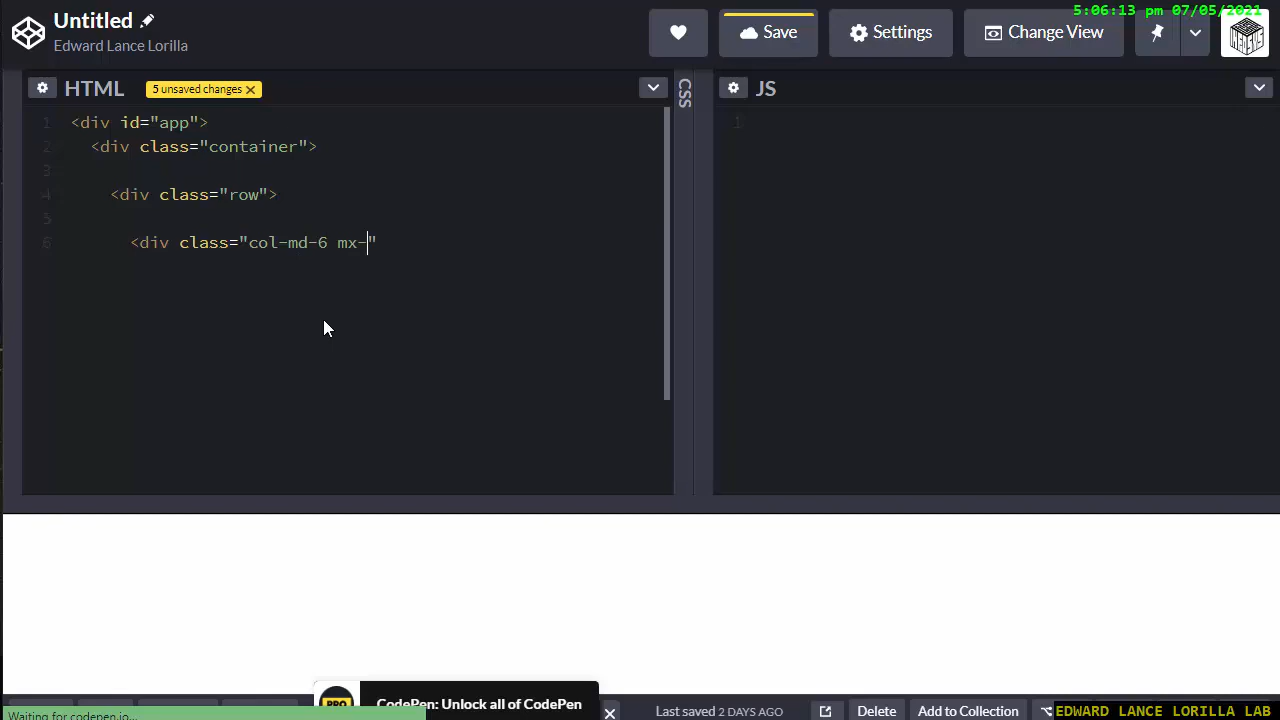 5:06:13 pm 07/05/2021
Untitled
Edward Lance Lorilla
Save
Settings
Change View
HTML
5 unsaved changes
CSS
JS
1 <div id="app">
2 <div class="container">
3
4 <div class="row">
5
6 <div class="col-md-6 mx-"
1
PRO
CodePen: Unlock all of CodePen
Waiting for codepen.io...
Last saved 2 DAYS AGO
Delete
Add to Collection
EDWARD LANCE LORILLA LAB